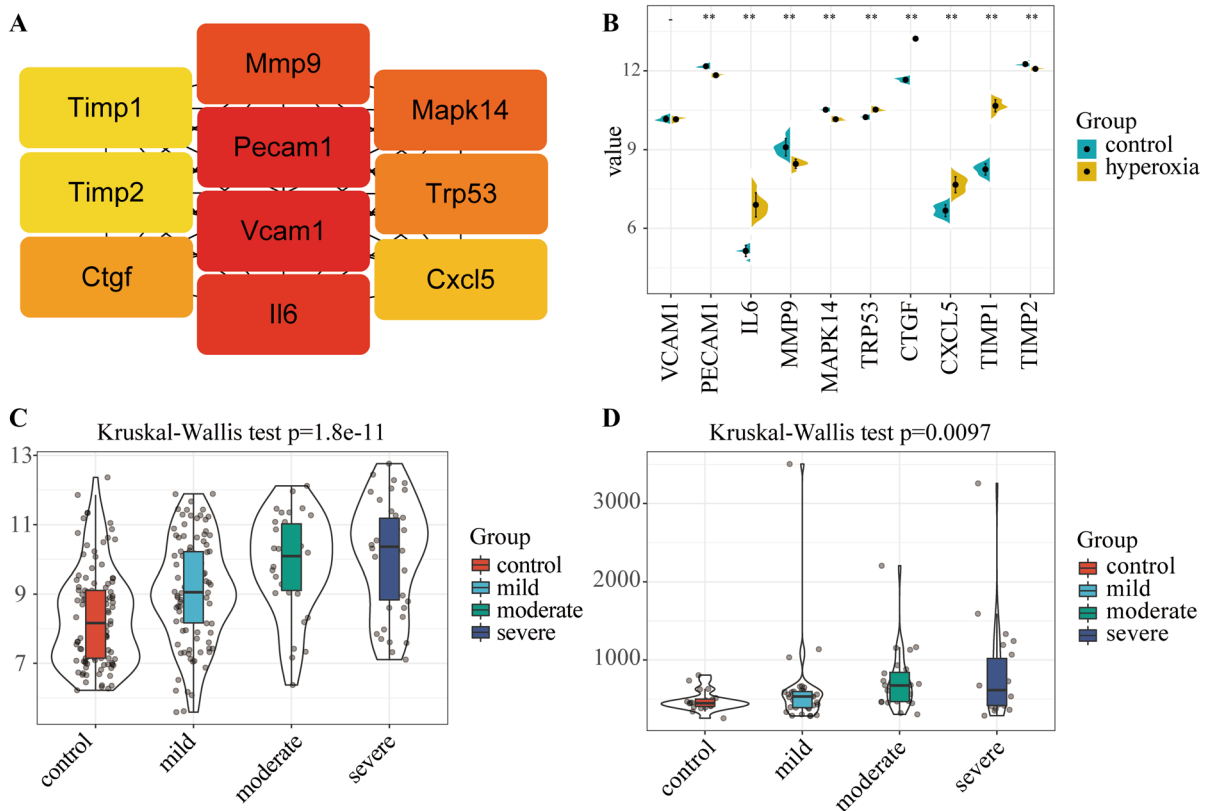 A
Mmp9
Timp1
Mapk14
Pecam1
Timp2
Trp53
Vcam1
Ctgf
Cxcl5
Il6
B
- ** ** ** ** ** ** ** ** **
12
9
6
value
VCAM1
PECAM1
IL6
MMP9
MAPK14
TRP53
CTGF
CXCL5
TIMP1
TIMP2
Group
control
hyperoxia
C
Kruskal-Wallis test p=1.8e-11
13
11
9
7
control
mild
moderate
severe
Group
control
mild
moderate
severe
D
Kruskal-Wallis test p=0.0097
3000
2000
1000
control
mild
moderate
severe
Group
control
mild
moderate
severe